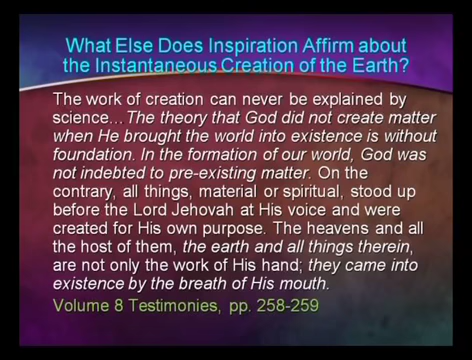 What Else Does Inspiration Affirm about
the Instantaneous Creation of the Earth?
The work of creation can never be explained by
science...The theory that God did not create matter
when He brought the world into existence is without
foundation. In the formation of our world, God was
not indebted to pre-existing matter. On the
contrary, all things, material or spiritual, stood up
before the Lord Jehovah at His voice and were
created for His own purpose. The heavens and all
the host of them, the earth and all things therein,
are not only the work of His hand; they came into
existence by the breath of His mouth.
Volume 8 Testimonies, pp. 258-259